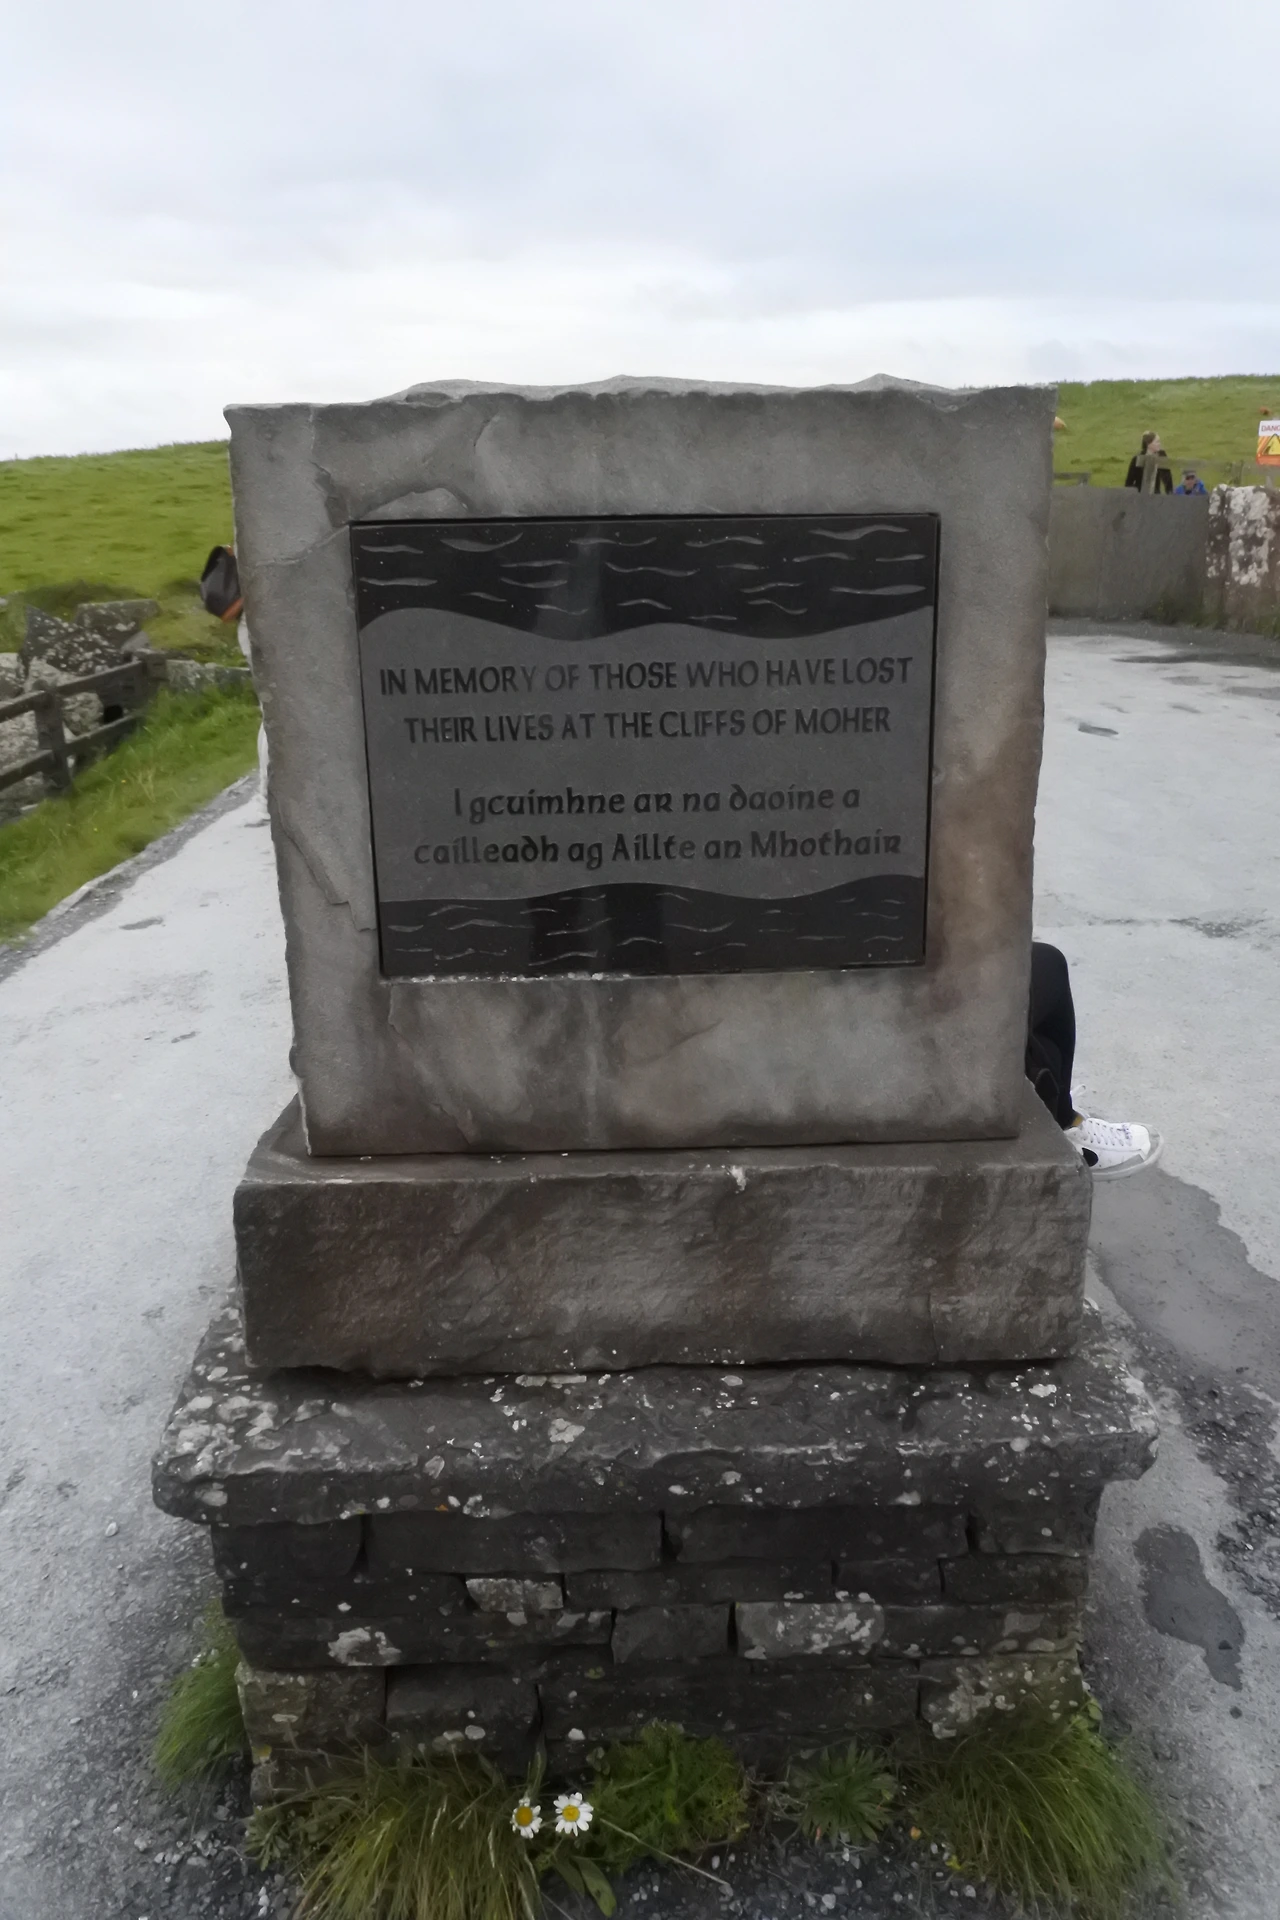 IN MEMORY OF THOSE WHO HAVE LOST
THEIR LIVES AT THE CLIFFS OF MOHER
I gcuimhne ar na daoine a
cailleadh ag Aillte an Mhothair